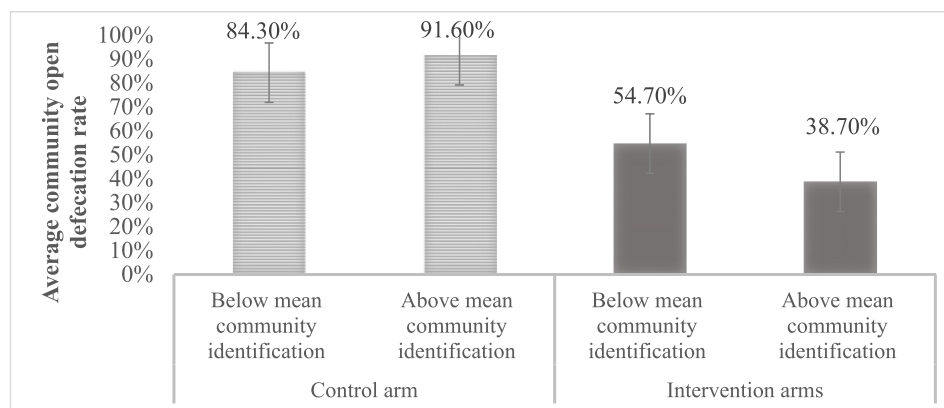 Average community open
defecation rate
100%
90%
80%
70%
60%
50%
40%
30%
20%
10%
0%
84.30%
91.60%
54.70%
38.70%
Below mean
community
identification
Above mean
community
identification
Below mean
community
identification
Above mean
community
identification
Control arm
Intervention arms